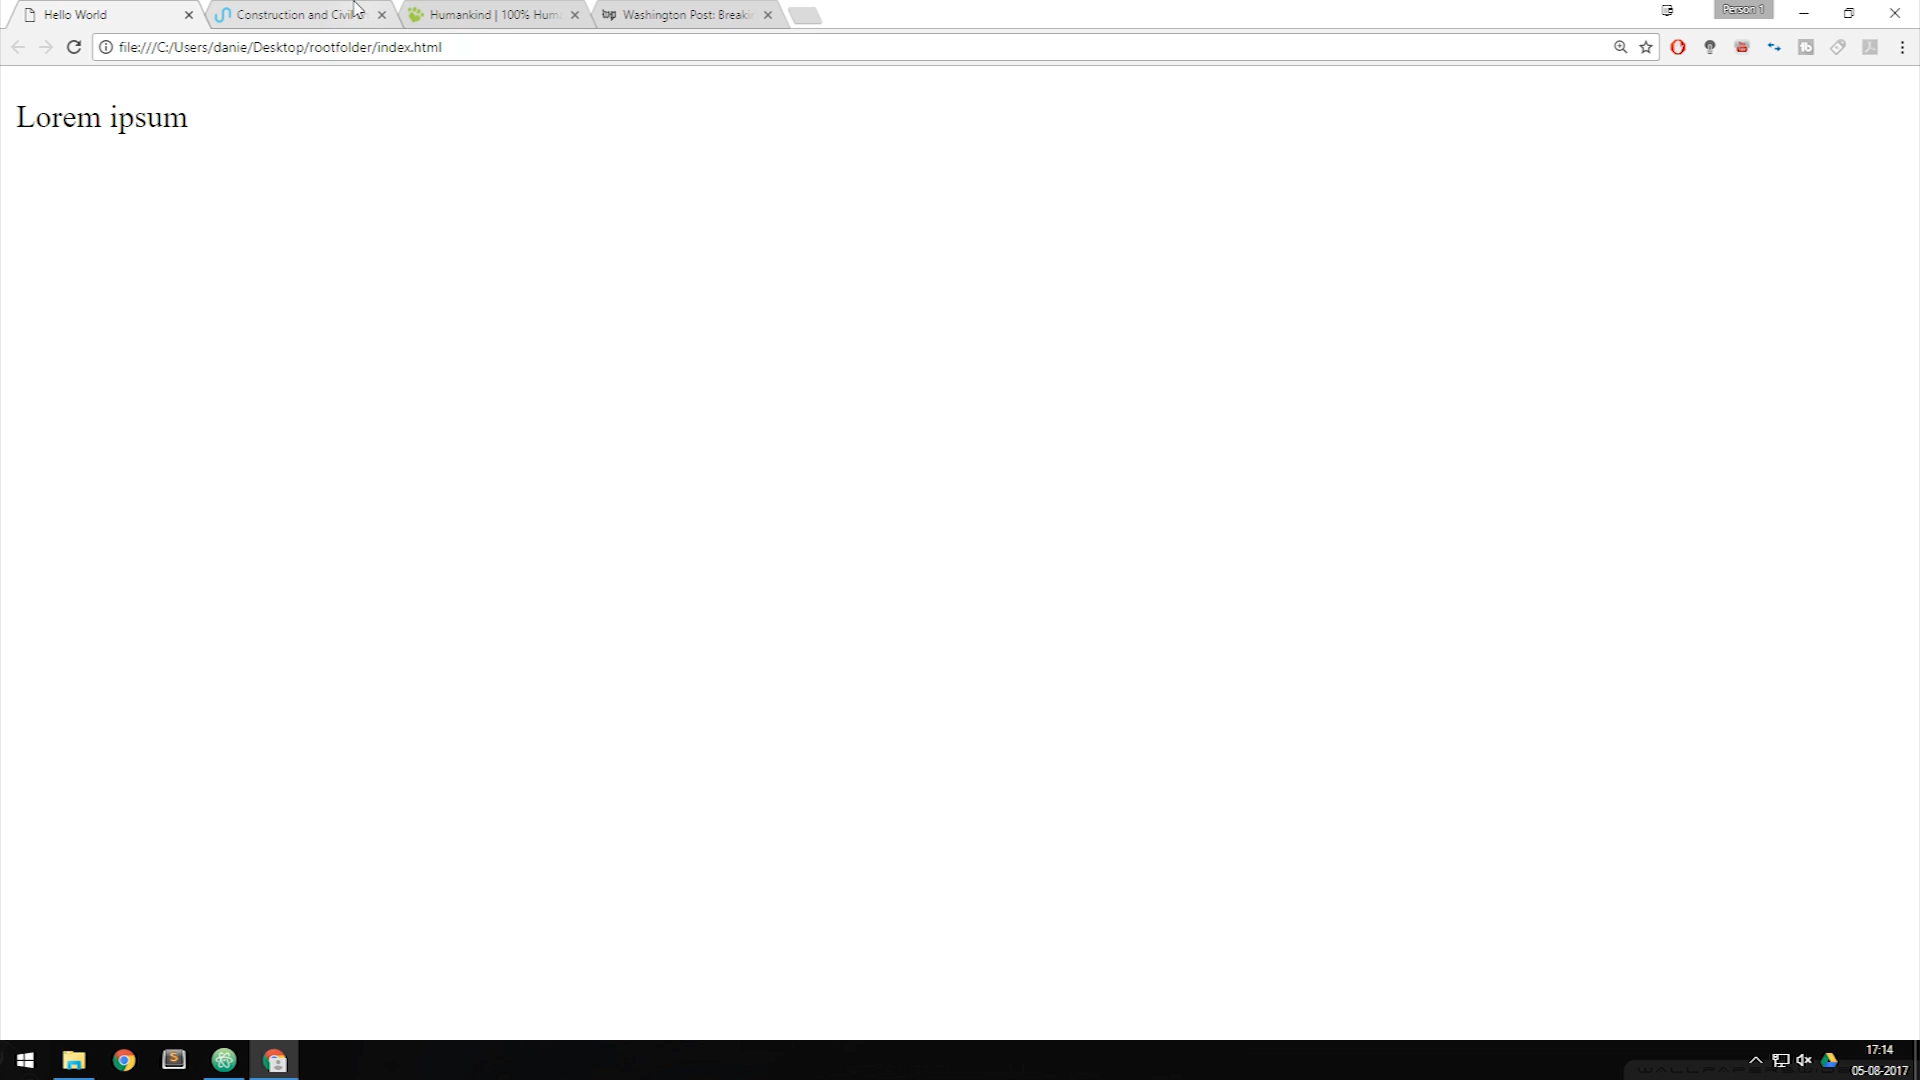 Hello World
Construction and Civil
Humankind | 100% Hum
Washington Post: Breaki
Person 1
file:///C:/Users/danie/Desktop/rootfolder/index.html
Lorem ipsum
17:14
05-08-2017